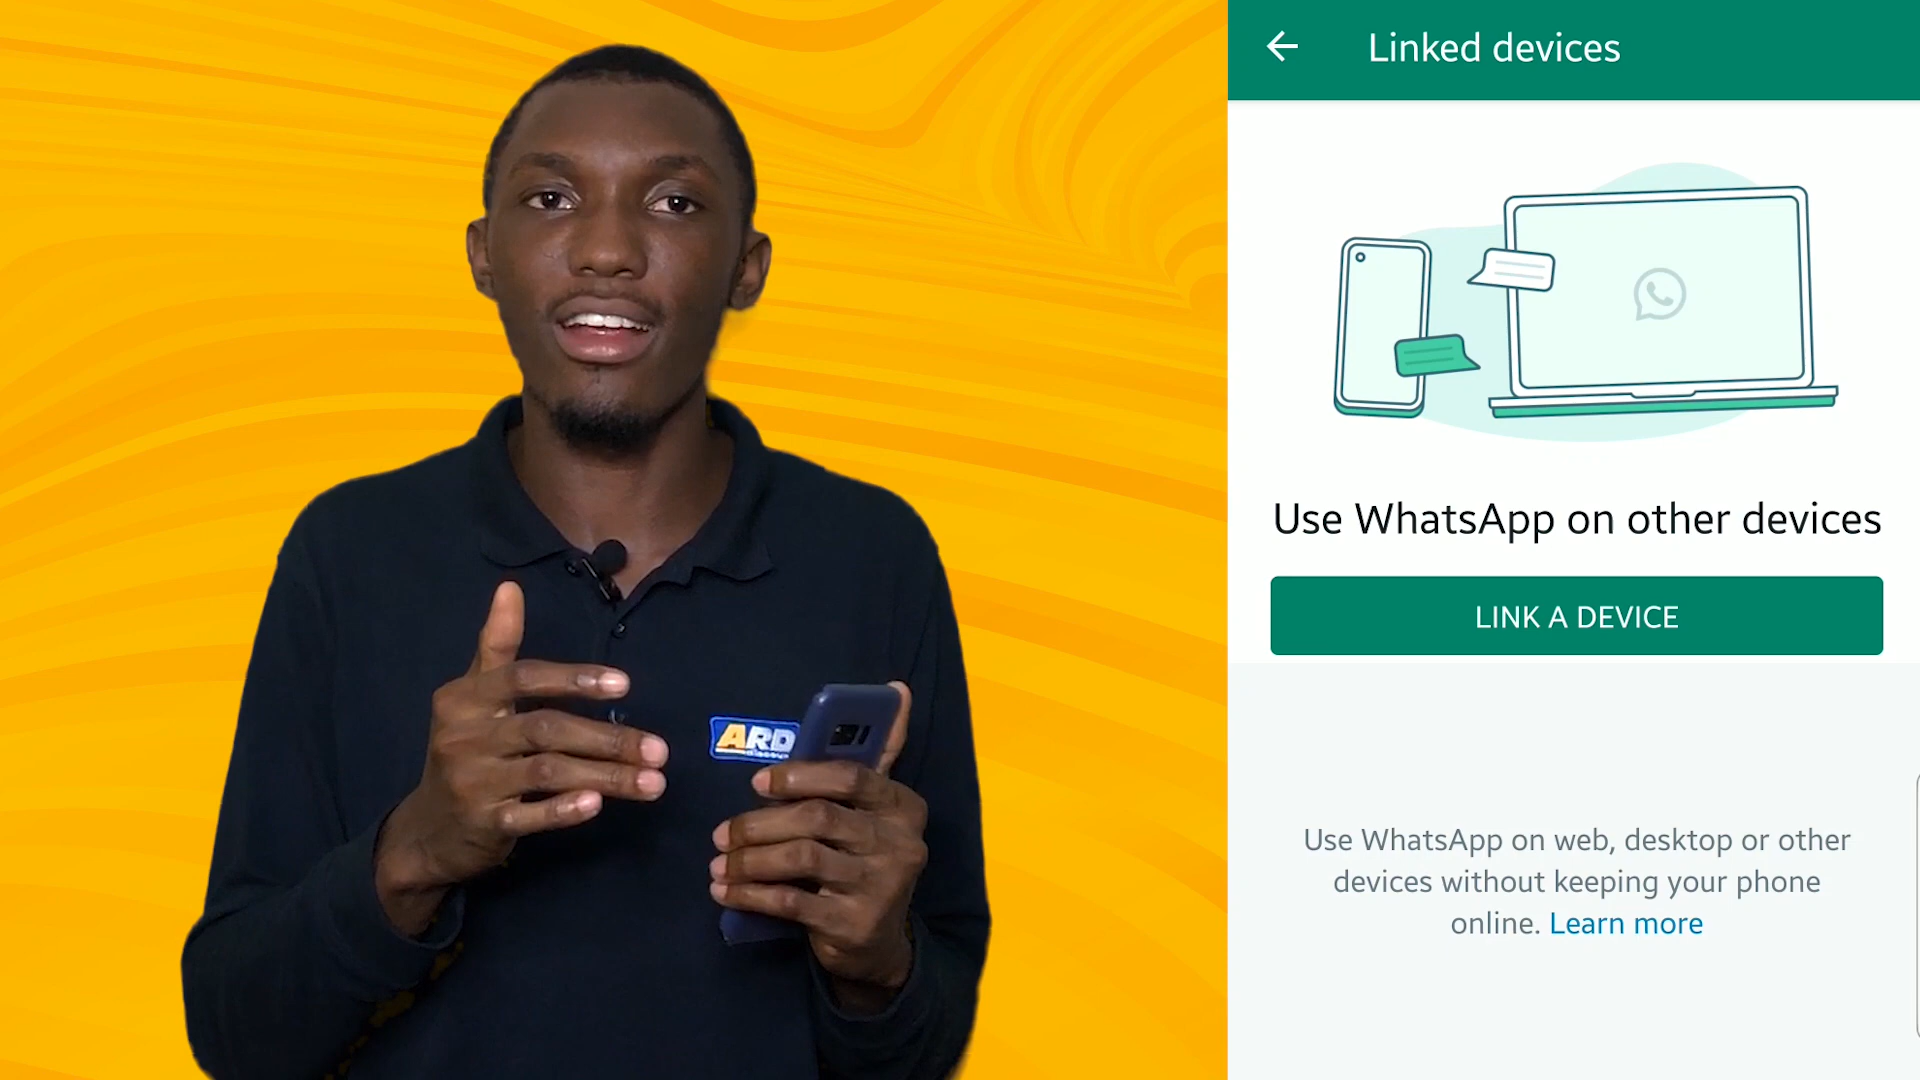 Linked devices
Use WhatsApp on other devices
LINK A DEVICE
Use WhatsApp on web, desktop or other
devices without keeping your phone
online. Learn more
ARD